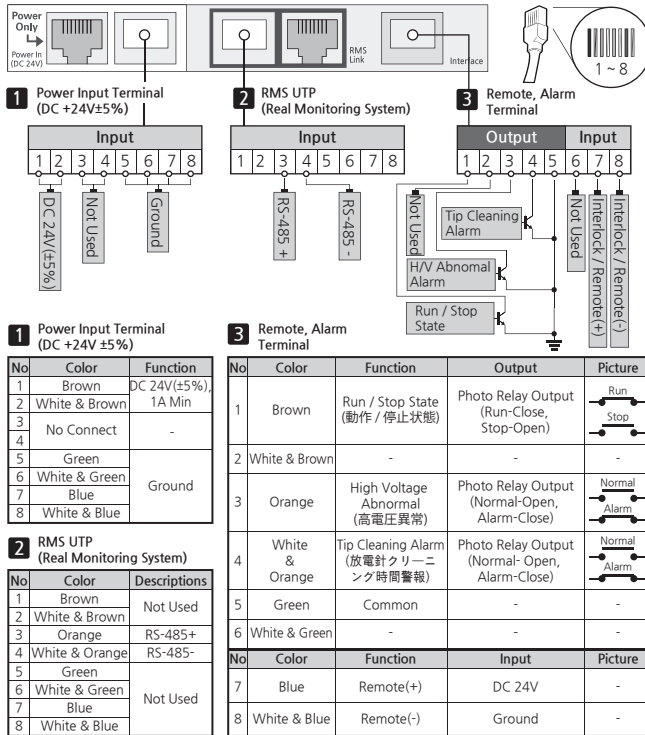 Power Only
Power In (DC 24V)
RMS Link
Interface
1 ~ 8
1 Power Input Terminal
(DC +24V±5%)
Input
1 2 3 4 5 6 7 8
DC 24V(±5%)
Not Used
Ground
2 RMS UTP
(Real Monitoring System)
Input
1 2 3 4 5 6 7 8
RS-485 +
RS-485 -
3 Remote, Alarm
Terminal
Output Input
1 2 3 4 5 6 7 8
Not Used
Tip Cleaning
Alarm
H/V Abnomal
Alarm
Run / Stop
State
Not Used
Interlock / Remote(+)
Interlock / Remote(-)
1 Power Input Terminal
(DC +24V ±5%)
No Color Function
1 Brown DC 24V(±5%),
2 White & Brown 1A Min
3
4 No Connect -
5 Green
6 White & Green
7 Blue
8 White & Blue
Ground
2 RMS UTP
(Real Monitoring System)
No Color Descriptions
1 Brown
2 White & Brown
Not Used
3 Orange RS-485+
4 White & Orange RS-485-
5 Green
6 White & Green
7 Blue
8 White & Blue
Not Used
3 Remote, Alarm
Terminal
No Color Function Output Picture
1 Brown Run / Stop State
(動作 / 停止状態)
Photo Relay Output
(Run-Close,
Stop-Open)
Run
Stop
2 White & Brown - - -
3 Orange High Voltage
Abnormal
(高電圧異常)
Photo Relay Output
(Normal-Open,
Alarm-Close)
Normal
Alarm
4 White
&
Orange
Tip Cleaning Alarm
(放電針クリーニ
ング時間警報)
Photo Relay Output
(Normal- Open,
Alarm-Close)
Normal
Alarm
5 Green Common - -
6 White & Green - - -
No Color Function Input Picture
7 Blue Remote(+) DC 24V -
8 White & Blue Remote(-) Ground -